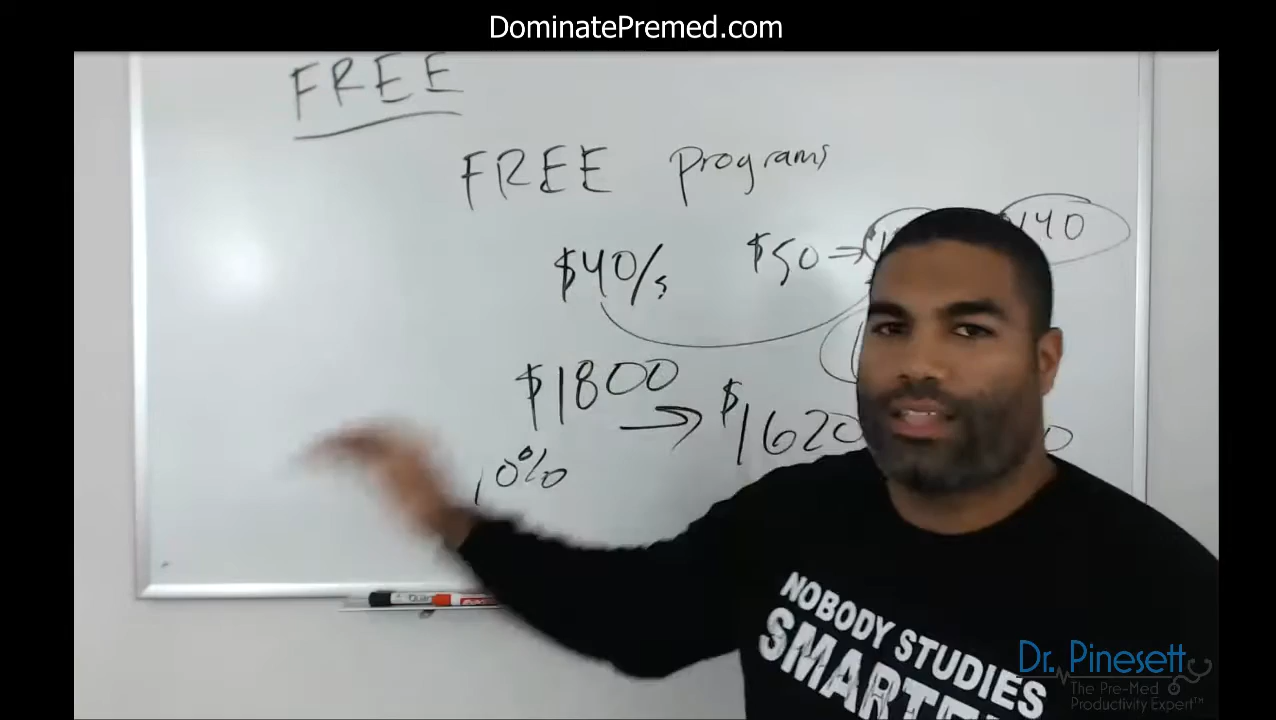 DominatePremed.com
FREE
FREE Programs
$40/s $50 → 140
$1800 → $1620
10%
NOBODY STUDIES
Dr. Pinesett
The Pre-Med
Productivity Expert™